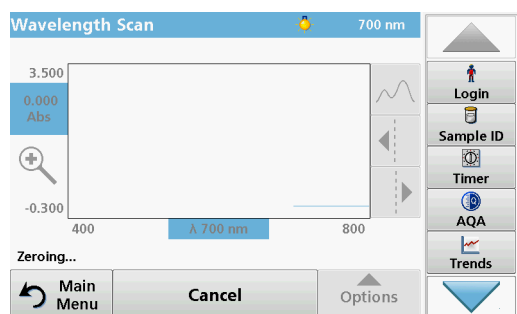 Wavelength Scan 700 nm
3.500
0.000
Abs
-0.300
400 λ 700 nm 800
Zeroing...
Main
Menu
Cancel
Options
Login
Sample ID
Timer
AQA
Trends